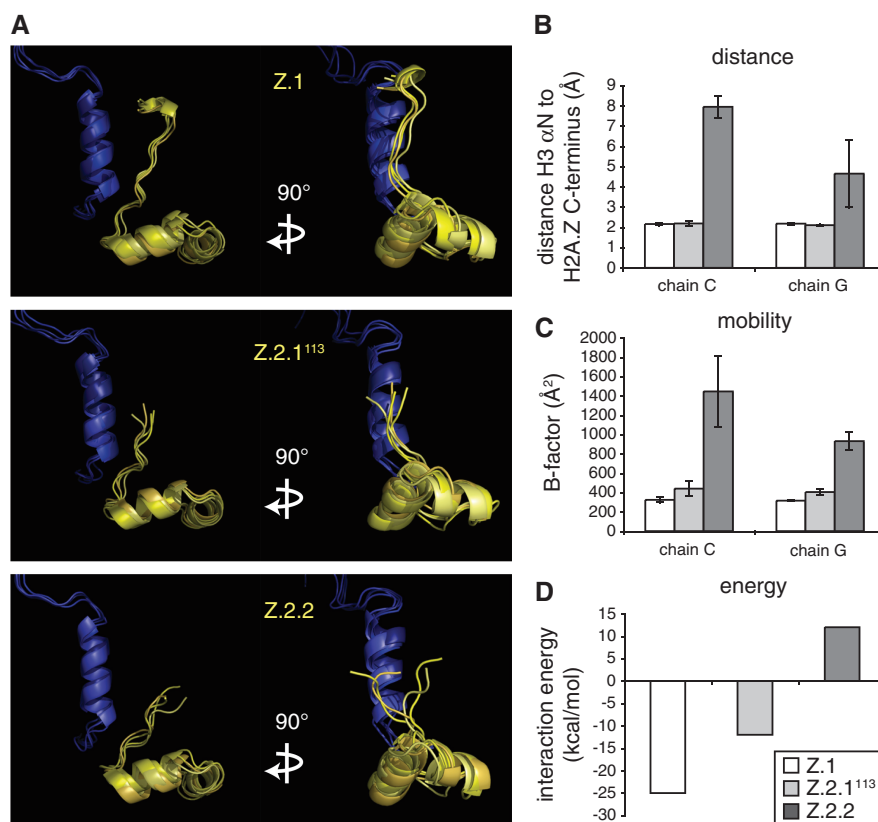 A
Z.1
90°
Z.2.1¹¹³
90°
Z.2.2
90°
B
distance
distance H3 αN to
H2A.Z C-terminus (Å)
9
8
7
6
5
4
3
2
1
0
chain C
chain G
C
mobility
B-factor (Å²)
2000
1800
1600
1400
1200
1000
800
600
400
200
0
chain C
chain G
D
energy
interaction energy
(kcal/mol)
15
10
5
0
-5
-10
-15
-20
-25
-30
Z.1
Z.2.1¹¹³
Z.2.2